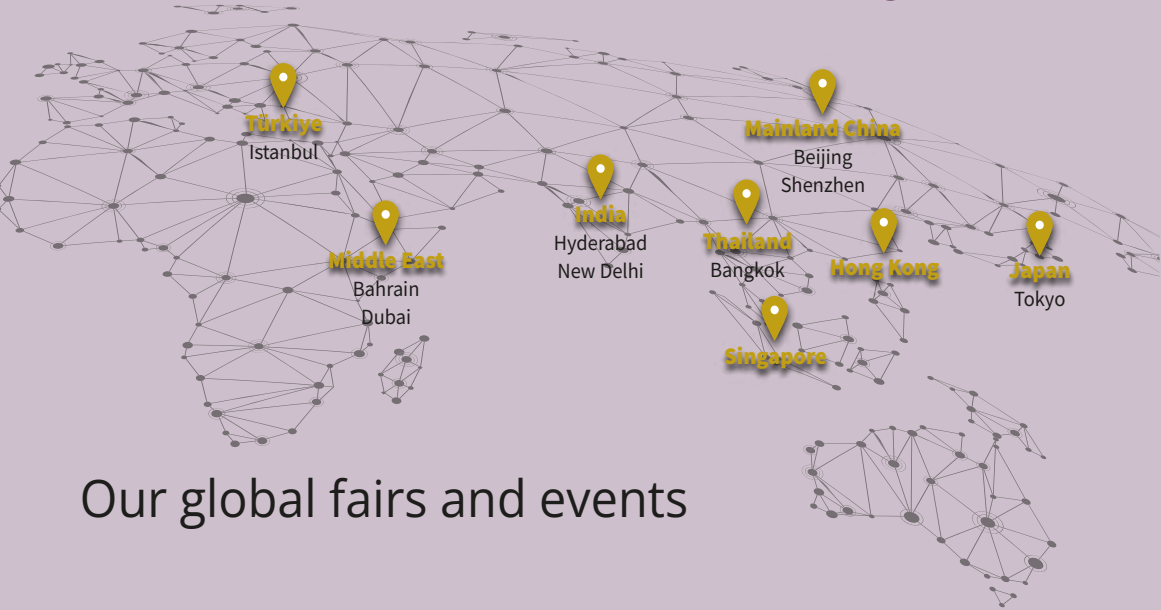 Türkiye
Istanbul
Mainland China
Beijing
Shenzhen
India
Hyderabad
New Delhi
Thailand
Bangkok
Middle East
Bahrain
Dubai
Hong Kong
Japan
Tokyo
Singapore
Our global fairs and events